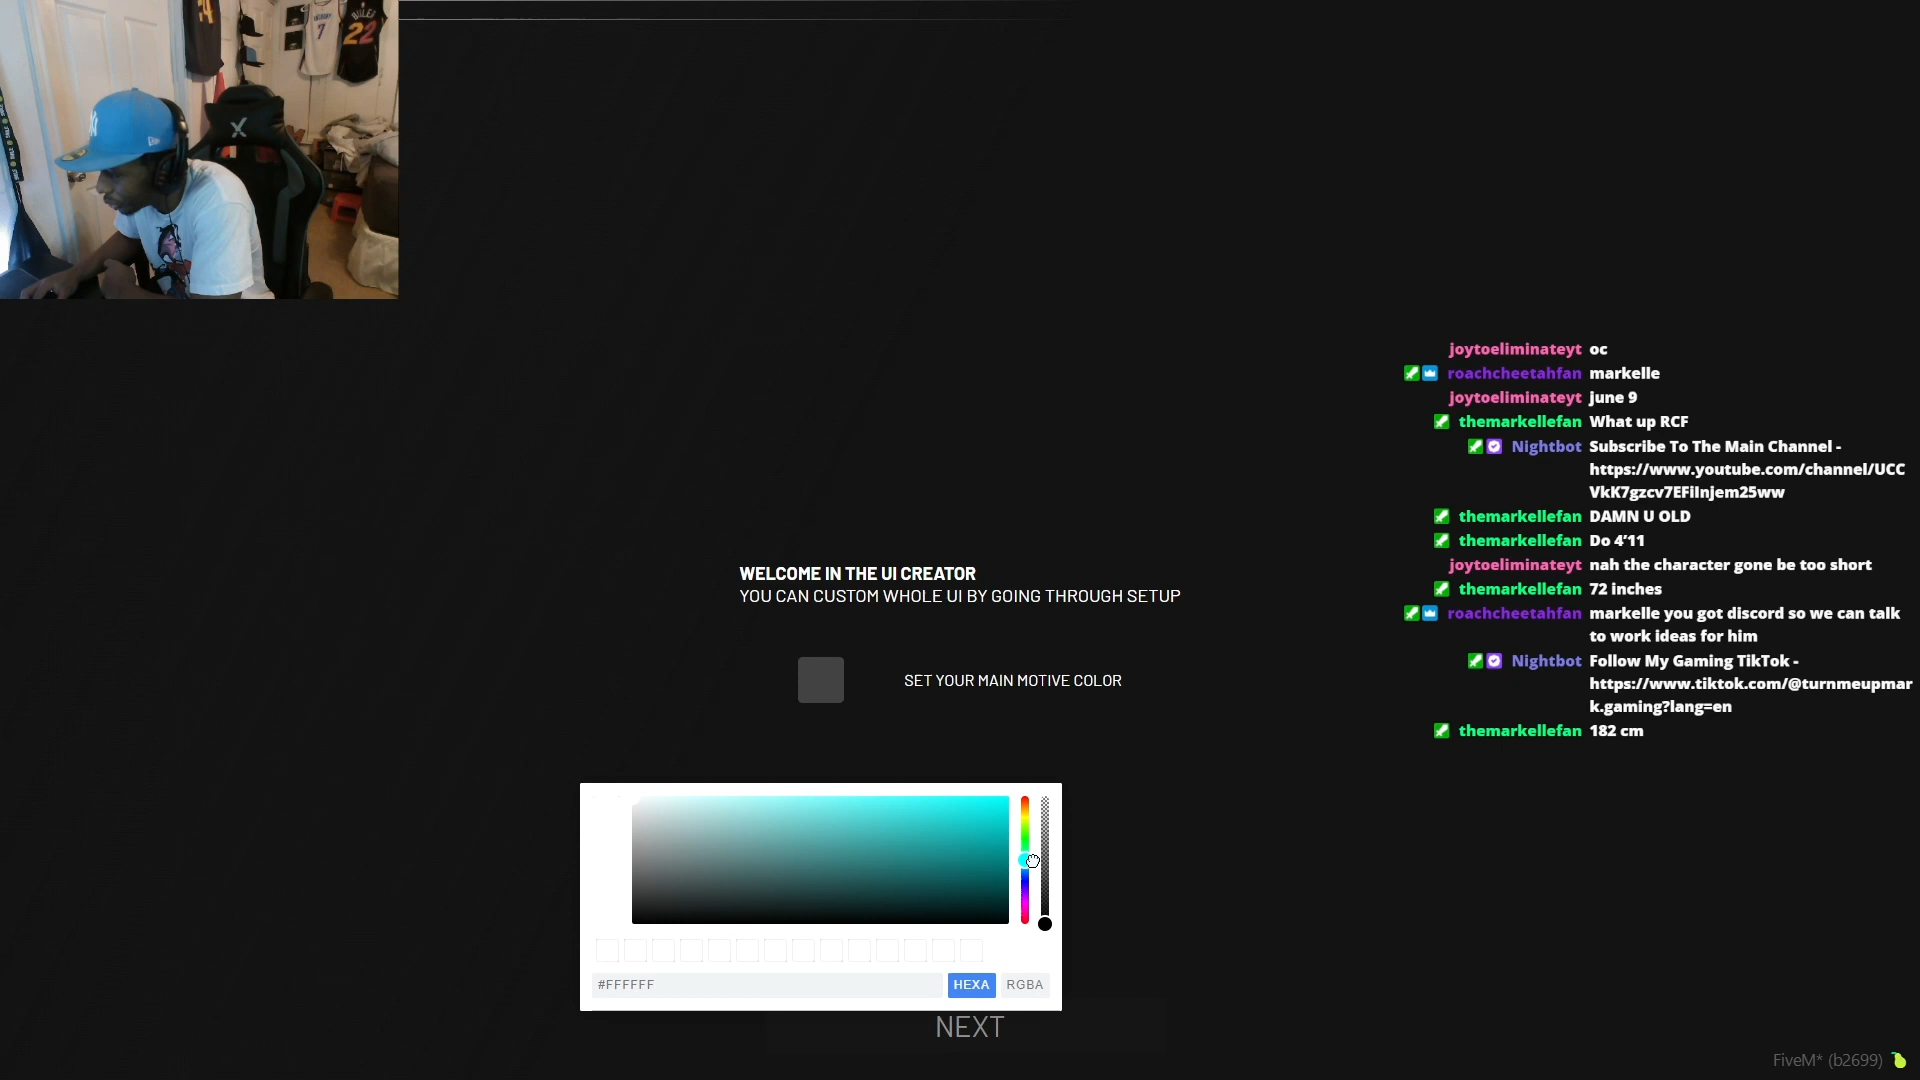 BUTLER
7
22
joytoeliminateyt oc
roachcheetahfan markelle
joytoeliminateyt june 9
themarkellefan What up RCF
Nightbot Subscribe To The Main Channel -
https://www.youtube.com/channel/UCC
VkK7gzcv7EFiInjem25ww
themarkellefan DAMN U OLD
themarkellefan Do 4'11
joytoeliminateyt nah the character gone be too short
themarkellefan 72 inches
roachcheetahfan markelle you got discord so we can talk
to work ideas for him
Nightbot Follow My Gaming TikTok -
https://www.tiktok.com/@turnmeupmar
k.gaming?lang=en
themarkellefan 182 cm
WELCOME IN THE UI CREATOR
YOU CAN CUSTOM WHOLE UI BY GOING THROUGH SETUP
SET YOUR MAIN MOTIVE COLOR
#FFFFFF HEXA RGBA
NEXT
FiveM* (b2699)